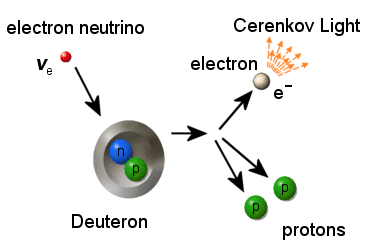 electron neutrino
νe
Cerenkov Light
electron
e−
n
p
Deuteron
p
p
protons